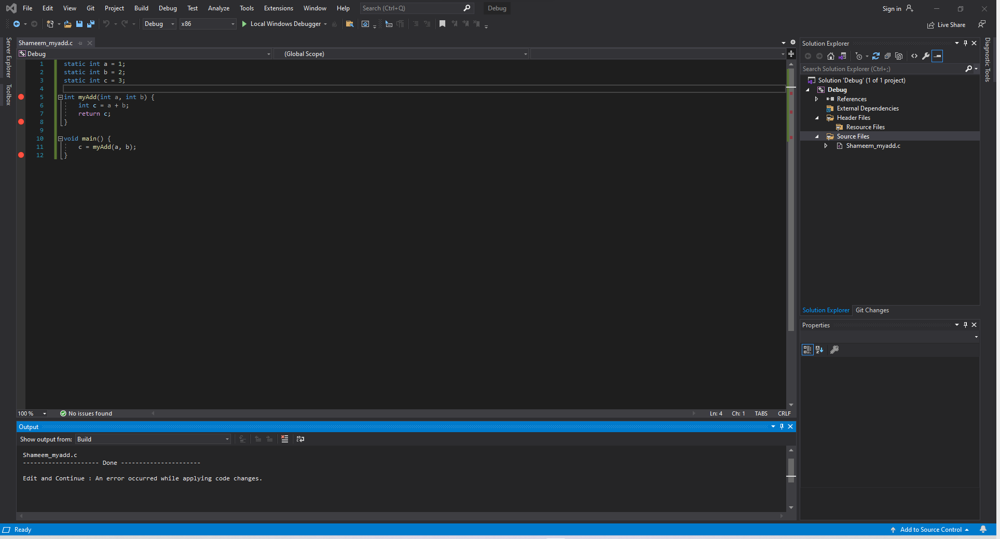 File Edit View Git Project Build Debug Test Analyze Tools Extensions Window Help Search (Ctrl+Q) Debug Sign in
Debug x86 Local Windows Debugger Live Share
Server Explorer
Toolbox
Shameem_myadd.c
Debug (Global Scope)
1 static int a = 1;
2 static int b = 2;
3 static int c = 3;
4
5 int myAdd(int a, int b) {
6 int c = a + b;
7 return c;
8 }
9
10 void main() {
11 c = myAdd(a, b);
12 }
100 % No issues found Ln: 4 Ch: 1 TABS CRLF
Output
Show output from: Build
Shameem_myadd.c
--------------------- Done ----------------------
Edit and Continue : An error occurred while applying code changes.
Solution Explorer
Search Solution Explorer (Ctrl+;)
Solution 'Debug' (1 of 1 project)
Debug
References
External Dependencies
Header Files
Resource Files
Source Files
Shameem_myadd.c
Solution Explorer Git Changes
Properties
Diagnostic Tools
Ready Add to Source Control